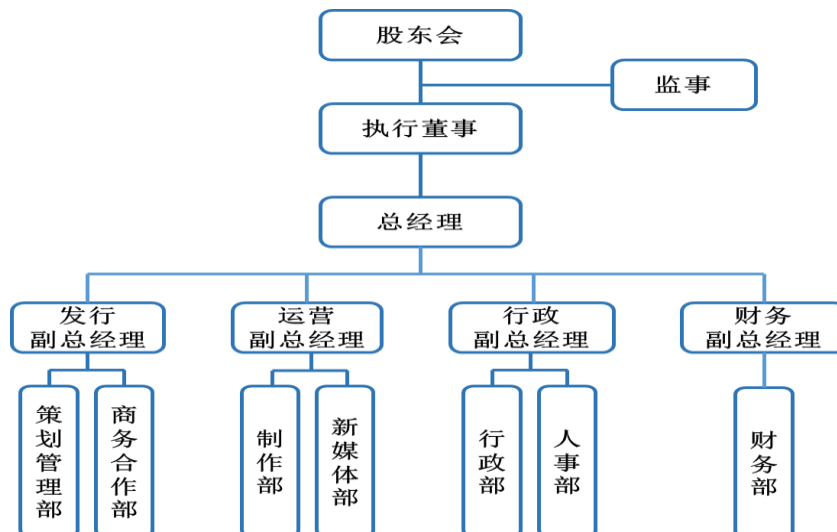 股东会
监事
执行董事
总经理
发行
副总经理
运营
副总经理
行政
副总经理
财务
副总经理
策划管理部
商务合作部
制作部
新媒体部
行政部
人事部
财务部